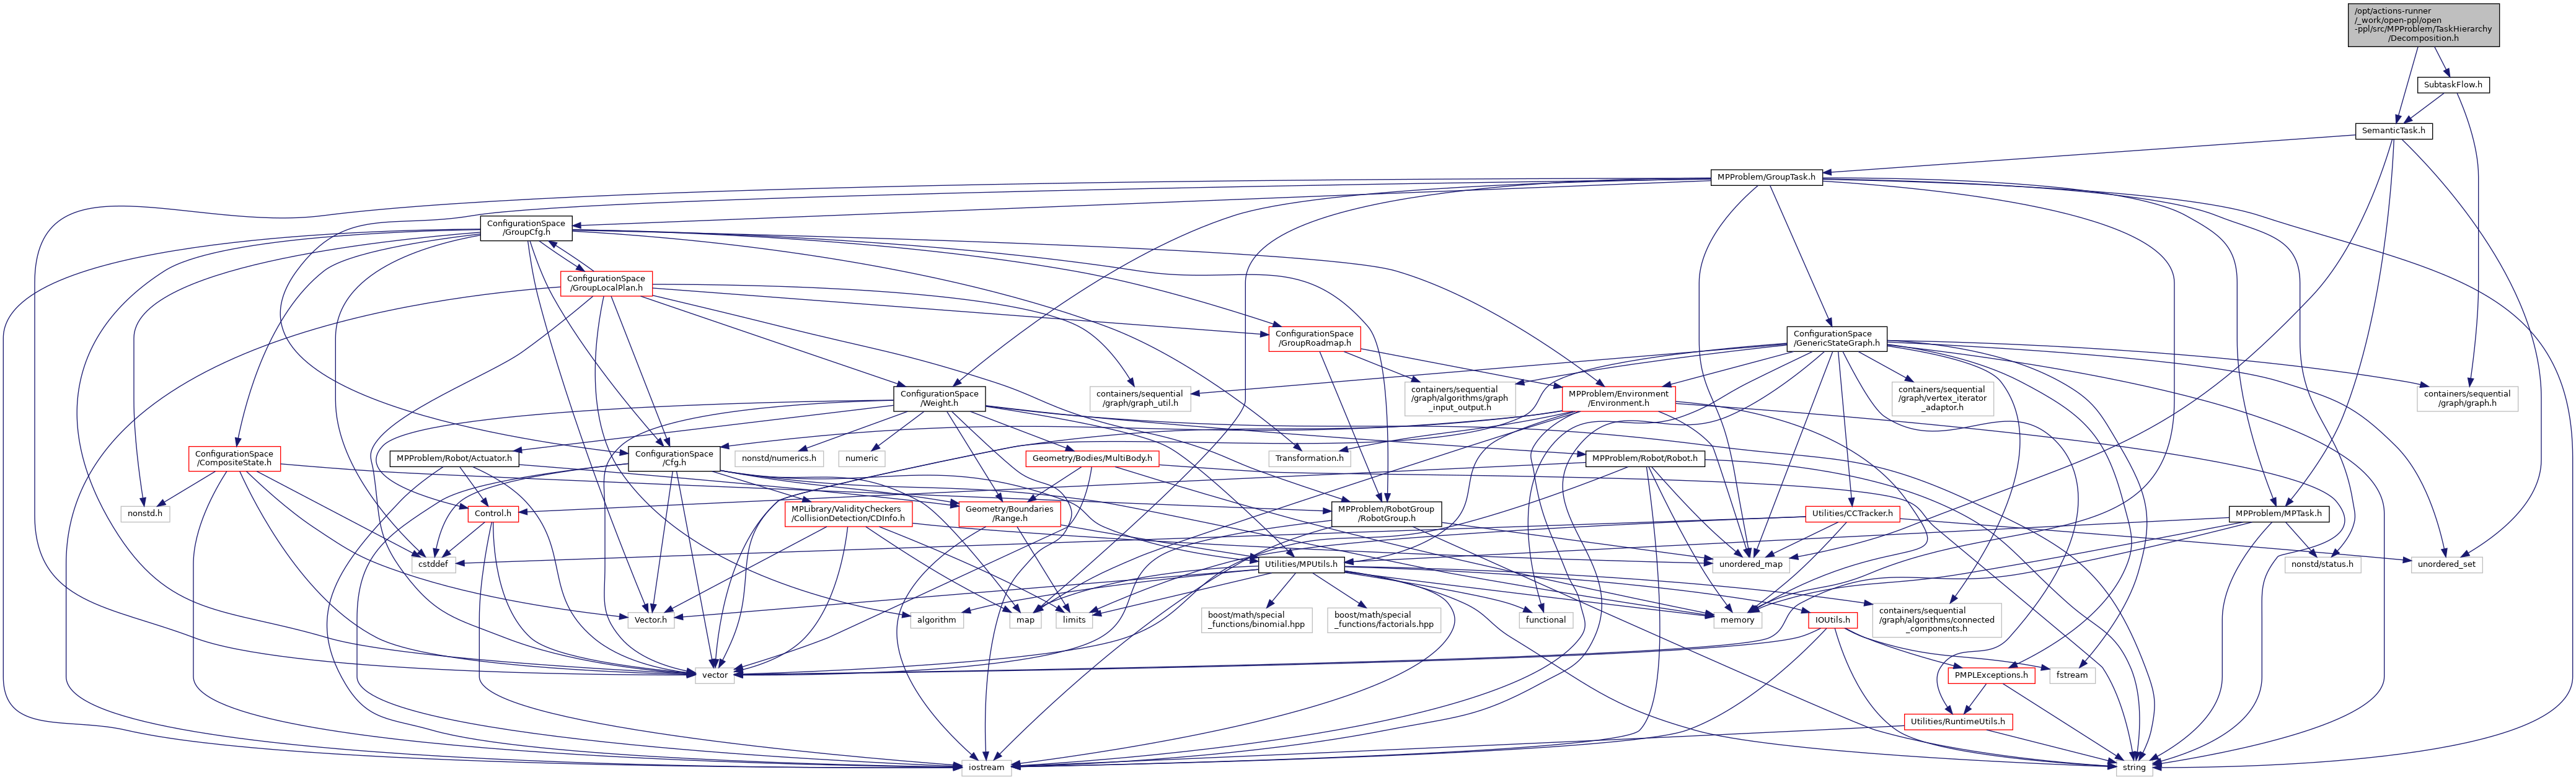 /opt/actions-runner
/_work/open-ppl/open
-ppl/src/MPProblem/TaskHierarchy
/Decomposition.h
SubtaskFlow.h
SemanticTask.h
MPProblem/GroupTask.h
ConfigurationSpace
/GroupCfg.h
ConfigurationSpace
/GroupLocalPlan.h
ConfigurationSpace
/GroupRoadmap.h
ConfigurationSpace
/GenericStateGraph.h
ConfigurationSpace
/Weight.h
containers/sequential
/graph/graph_util.h
containers/sequential
/graph/algorithms/graph
_input_output.h
MPProblem/Environment
/Environment.h
containers/sequential
/graph/vertex_iterator
_adaptor.h
containers/sequential
/graph/graph.h
ConfigurationSpace
/CompositeState.h
MPProblem/Robot/Actuator.h
ConfigurationSpace
/Cfg.h
nonstd/numerics.h
numeric
Geometry/Bodies/MultiBody.h
Transformation.h
MPProblem/Robot/Robot.h
nonstd.h
Control.h
MPLibrary/ValidityCheckers
/CollisionDetection/CDInfo.h
Geometry/Boundaries
/Range.h
MPProblem/RobotGroup
/RobotGroup.h
Utilities/CCTracker.h
MPProblem/MPTask.h
cstddef
Utilities/MPUtils.h
unordered_map
nonstd/status.h
unordered_set
Vector.h
algorithm
map
limits
boost/math/special
_functions/binomial.hpp
boost/math/special
_functions/factorials.hpp
functional
memory
IOUtils.h
containers/sequential
/graph/algorithms/connected
_components.h
vector
PMPLExceptions.h
fstream
Utilities/RuntimeUtils.h
iostream
string